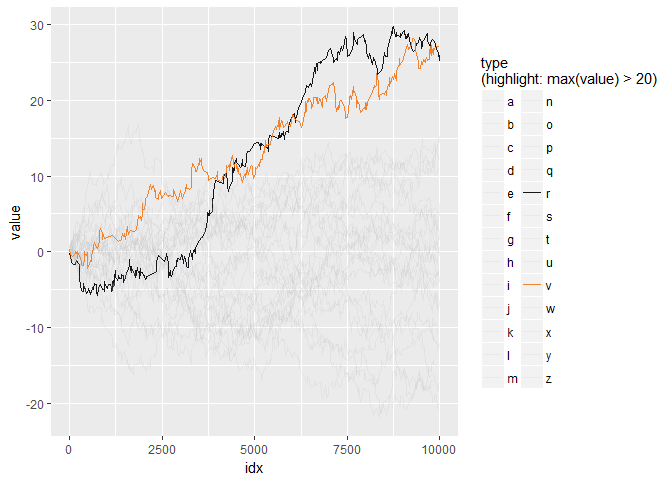 30
20
10
0
-10
-20
value
0
2500
5000
7500
10000
idx
type
(highlight: max(value) > 20)
a n
b o
c p
d q
e r
f s
g t
h u
i v
j w
k x
l y
m z